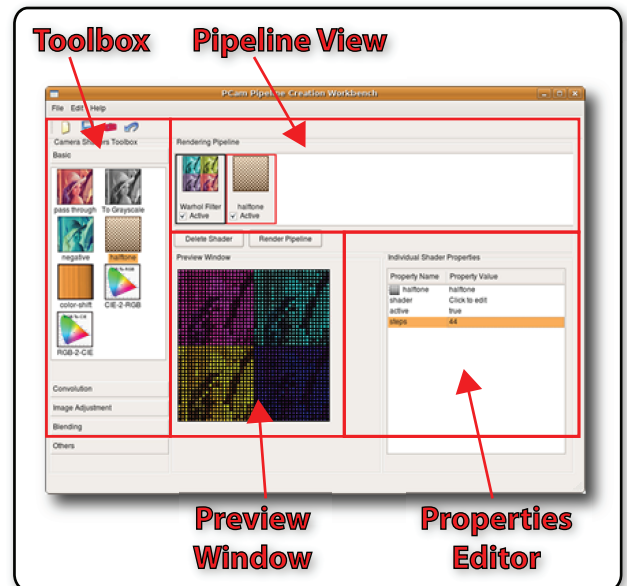 Toolbox
Pipeline View
PCam Pipeline Creation Workbench
File Edit Help
Camera Shaders Toolbox
Basic
pass through
To Grayscale
negative
halftone
color-shift
CIE-2-RGB
RGB-2-CIE
Convolution
Image Adjustment
Blending
Others
Rendering Pipeline
Warhol Filter
Active
halftone
Active
Delete Shader
Render Pipeline
Preview Window
Individual Shader Properties
Property Name Property Value
halftone halftone
shader Click to edit
active true
steps 44
Preview
Window
Properties
Editor